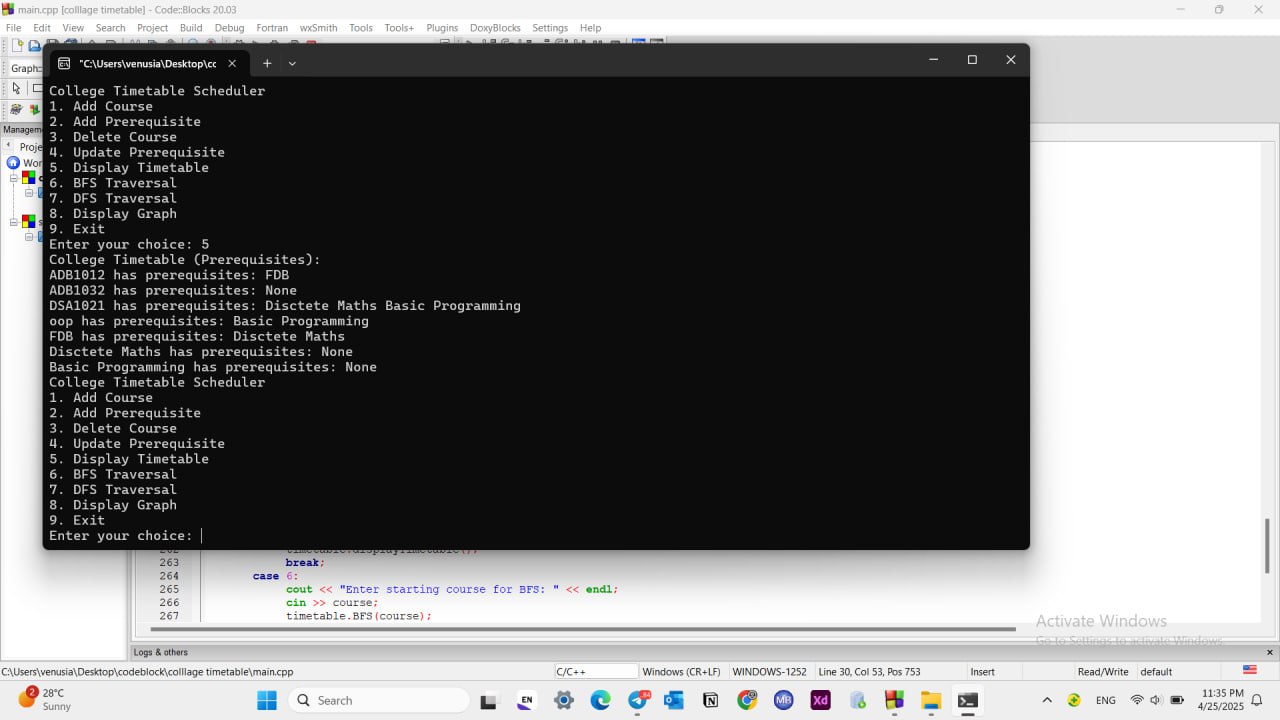 main.cpp [colllage timetable] - Code::Blocks 20.03
File Edit View Search Project Build Debug Fortran wxSmith Tools Tools+ Plugins DoxyBlocks Settings Help
"C:\Users\venusia\Desktop\cc
Graph::
Managem
Proje
Wor
College Timetable Scheduler
1. Add Course
2. Add Prerequisite
3. Delete Course
4. Update Prerequisite
5. Display Timetable
6. BFS Traversal
7. DFS Traversal
8. Display Graph
9. Exit
Enter your choice: 5
College Timetable (Prerequisites):
ADB1012 has prerequisites: FDB
ADB1032 has prerequisites: None
DSA1021 has prerequisites: Disctete Maths Basic Programming
oop has prerequisites: Basic Programming
FDB has prerequisites: Disctete Maths
Disctete Maths has prerequisites: None
Basic Programming has prerequisites: None
College Timetable Scheduler
1. Add Course
2. Add Prerequisite
3. Delete Course
4. Update Prerequisite
5. Display Timetable
6. BFS Traversal
7. DFS Traversal
8. Display Graph
9. Exit
Enter your choice:
262 timetable.displayTimetable();
263 break;
264 case 6:
265 cout << "Enter starting course for BFS: " << endl;
266 cin >> course;
267 timetable.BFS(course);
Activate Windows
Go to Settings to activate Windows.
Logs & others
C:\Users\venusia\Desktop\codeblock\colllage timetable\main.cpp C/C++ Windows (CR+LF) WINDOWS-1252 Line 30, Col 53, Pos 753 Insert Read/Write default
2
28°C
Sunny
Search
EN
84
MB
Xd
ENG
11:35 PM
4/25/2025